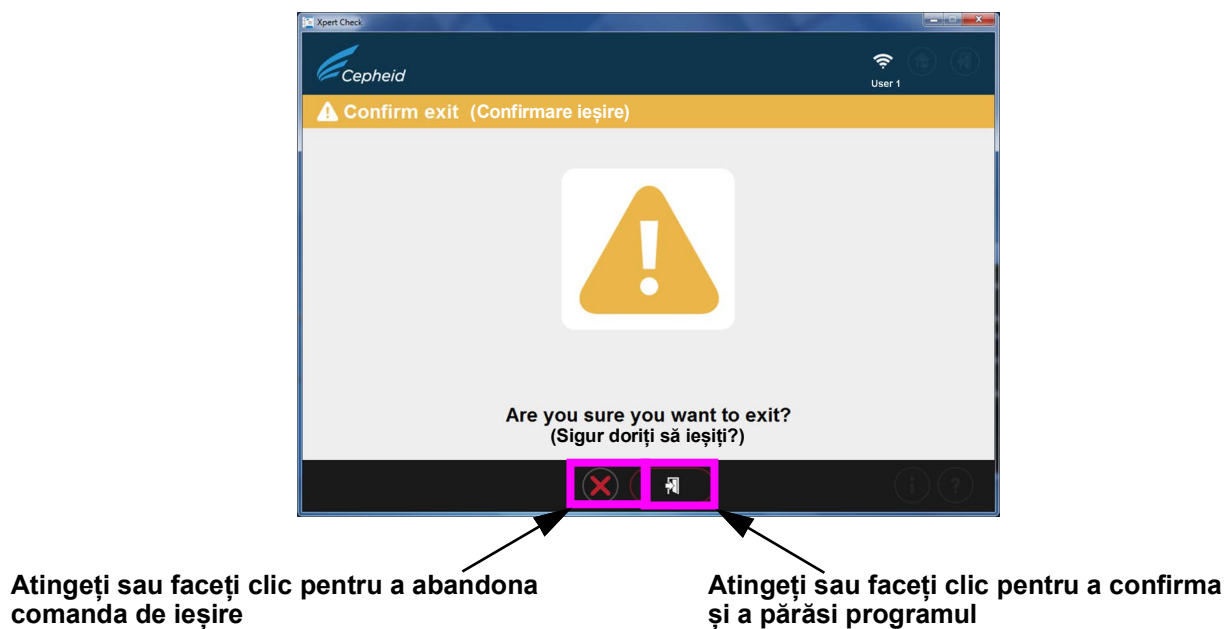 Xpert Check
Cepheid
User 1
Confirm exit (Confirmare ieșire)
Are you sure you want to exit?
(Sigur doriți să ieșiți?)
Atingeți sau faceți clic pentru a abandona
comanda de ieșire
Atingeți sau faceți clic pentru a confirma
și a părăsi programul